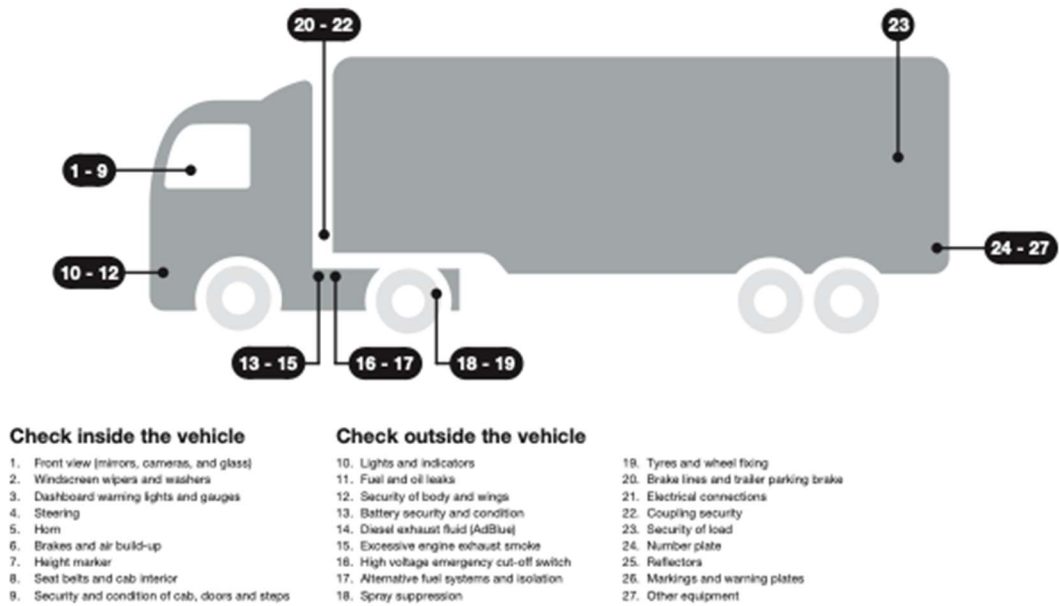 20 - 22
23
1 - 9
10 - 12
24 - 27
13 - 15
16 - 17
18 - 19
Check inside the vehicle
1. Front view (mirrors, cameras, and glass)
2. Windscreen wipers and washers
3. Dashboard warning lights and gauges
4. Steering
5. Horn
6. Brakes and air build-up
7. Height marker
8. Seat belts and cab interior
9. Security and condition of cab, doors and steps
Check outside the vehicle
10. Lights and indicators
11. Fuel and oil leaks
12. Security of body and wings
13. Battery security and condition
14. Diesel exhaust fluid (AdBlue)
15. Excessive engine exhaust smoke
16. High voltage emergency cut-off switch
17. Alternative fuel systems and isolation
18. Spray suppression
19. Tyres and wheel fixing
20. Brake lines and trailer parking brake
21. Electrical connections
22. Coupling security
23. Security of load
24. Number plate
25. Reflectors
26. Markings and warning plates
27. Other equipment